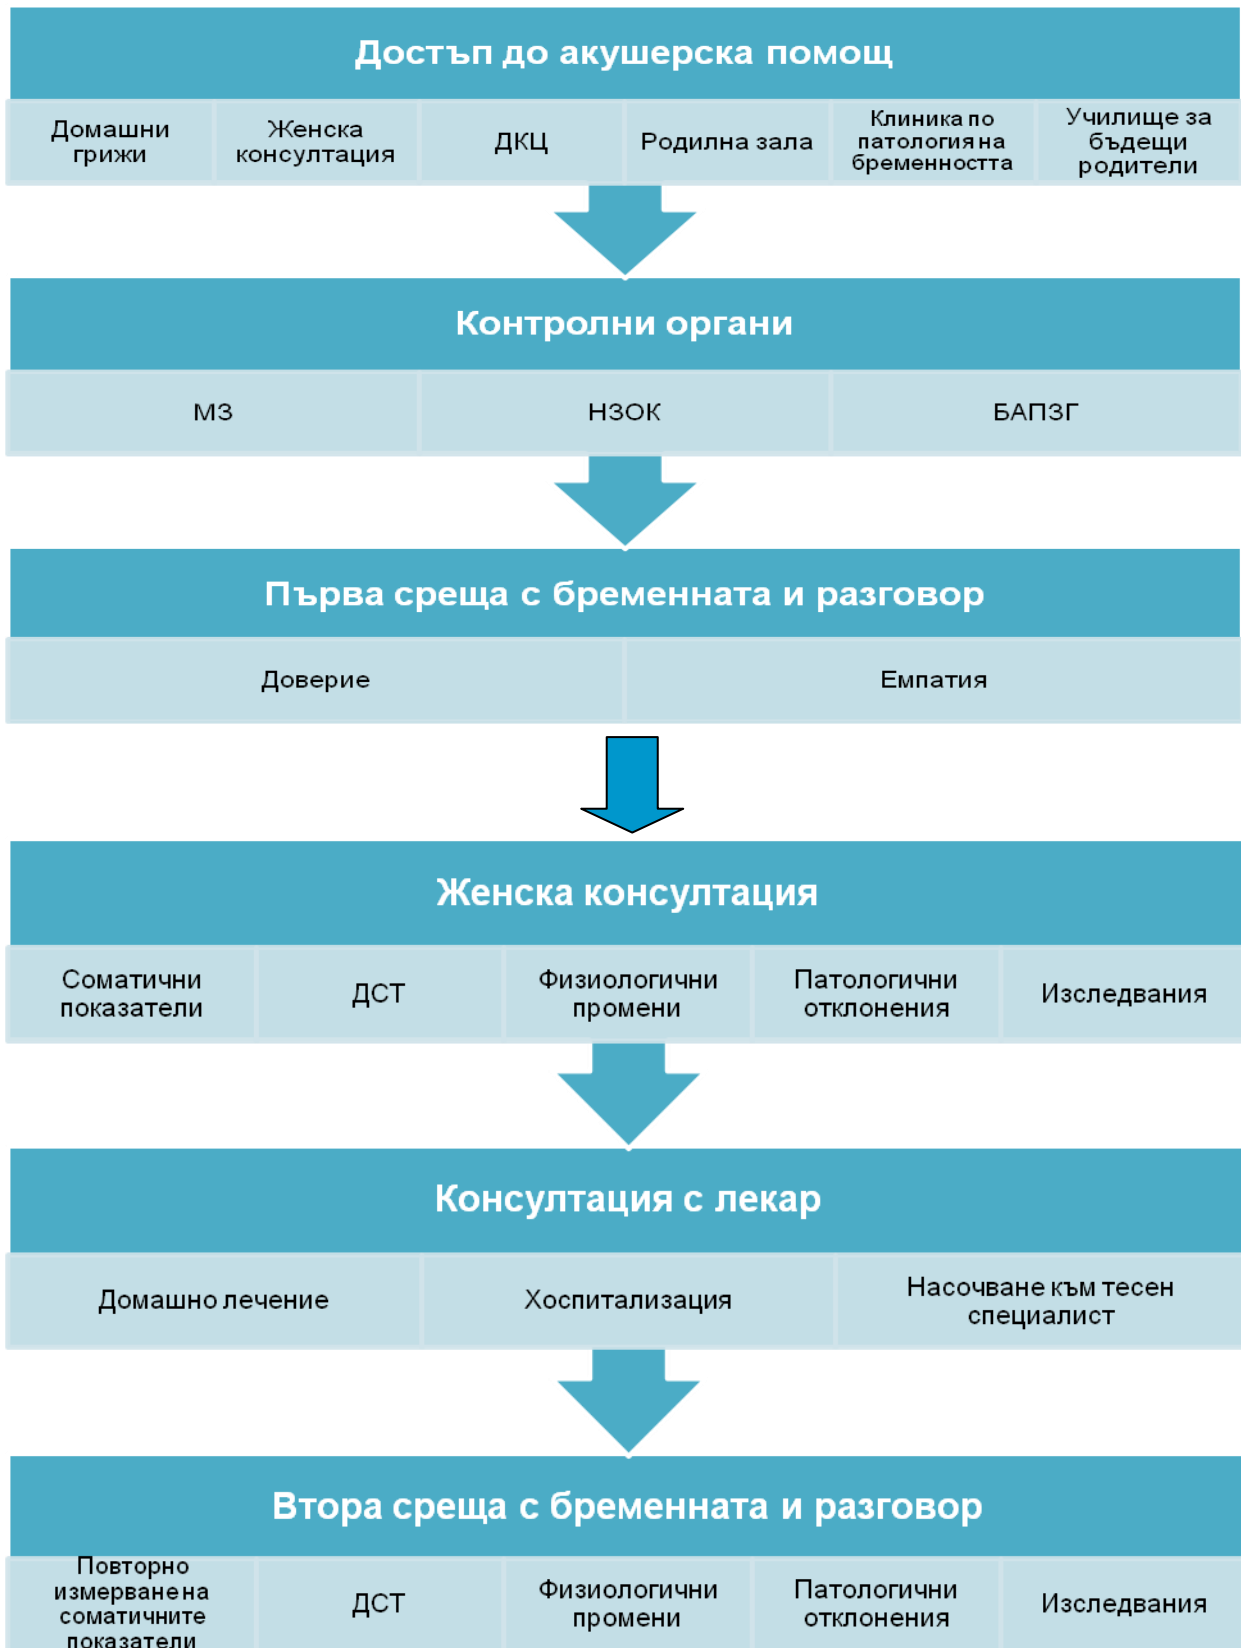 Достъп до акушерска помощ
Домашни
грижи
Женска
консултация
ДКЦ
Родилна зала
Клиника по
патология на
бременността
Училище за
бъдещи
родители
Контролни органи
МЗ
НЗОК
БАПЗГ
Първа среща с бременната и разговор
Доверие
Емпатия
Женска консултация
Соматични
показатели
ДСТ
Физиологични
промени
Патологични
отклонения
Изследвания
Консултация с лекар
Домашно лечение
Хоспитализация
Насочване към тесен
специалист
Втора среща с бременната и разговор
Повторно
измерване на
соматичните
показатели
ДСТ
Физиологични
промени
Патологични
отклонения
Изследвания